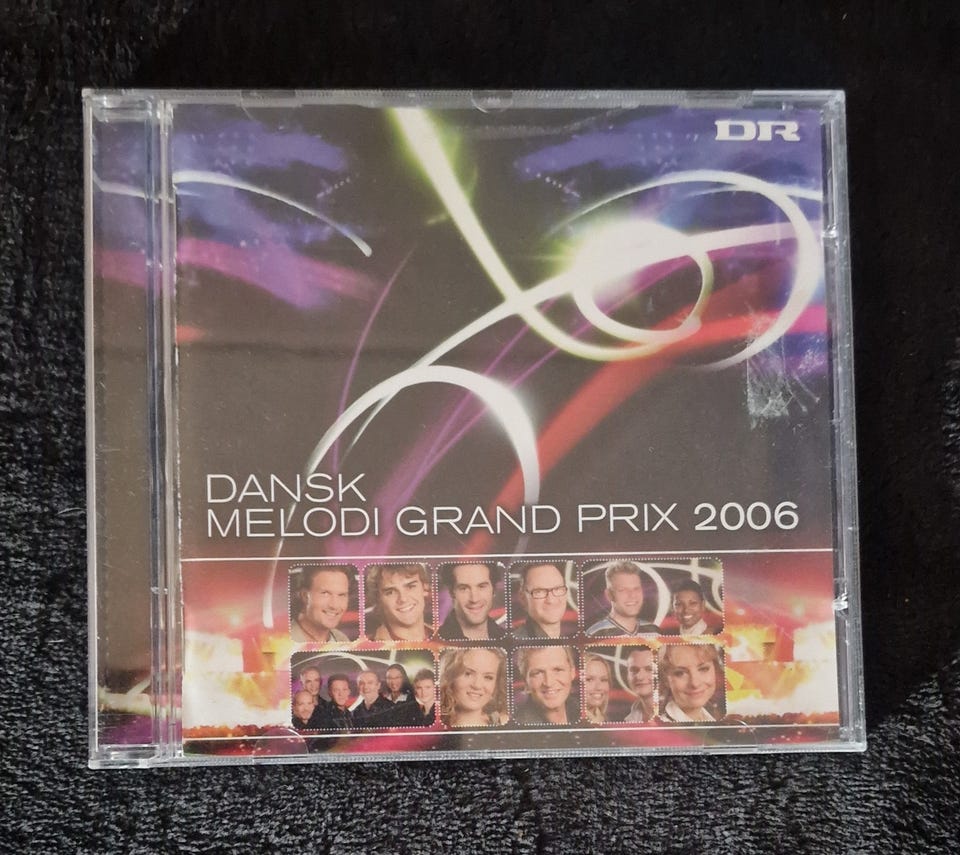 DR
DANSK
MELODI GRAND PRIX 2006